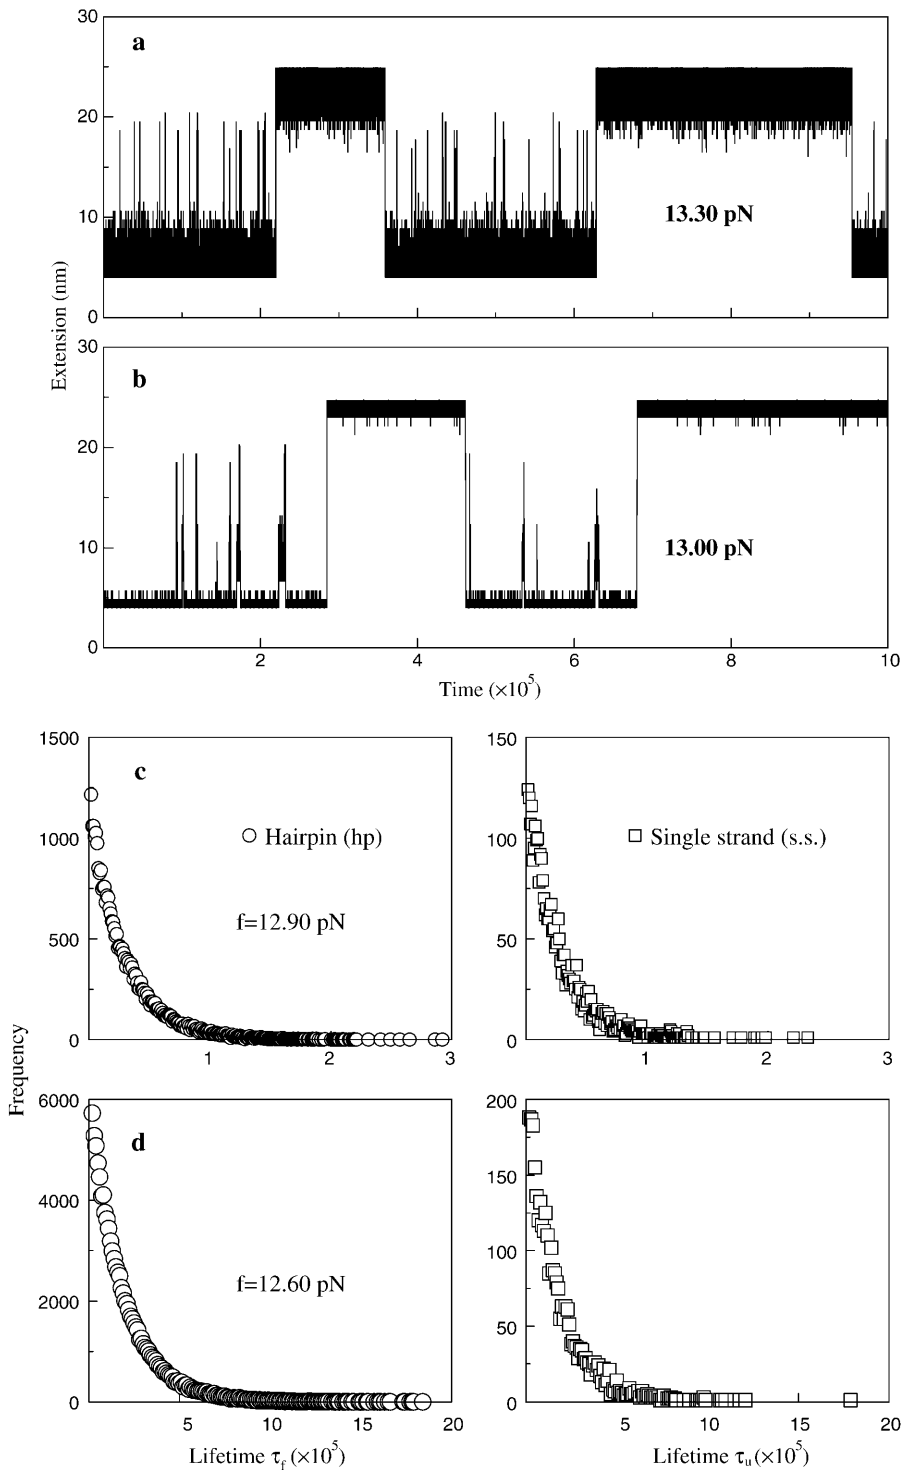 30
a
20
10
13.30 pN
0
Extension (nm)
30
b
20
10
13.00 pN
0
2
4
6
8
10
Time (×10⁵)
1500
c
1000
Hairpin (hp)
f=12.90 pN
500
0
1
2
3
150
100
Single strand (s.s.)
50
0
1
2
3
Frequency
6000
d
4000
f=12.60 pN
2000
0
5
10
15
20
Lifetime τf (×10⁵)
200
150
100
50
0
5
10
15
20
Lifetime τu (×10⁵)